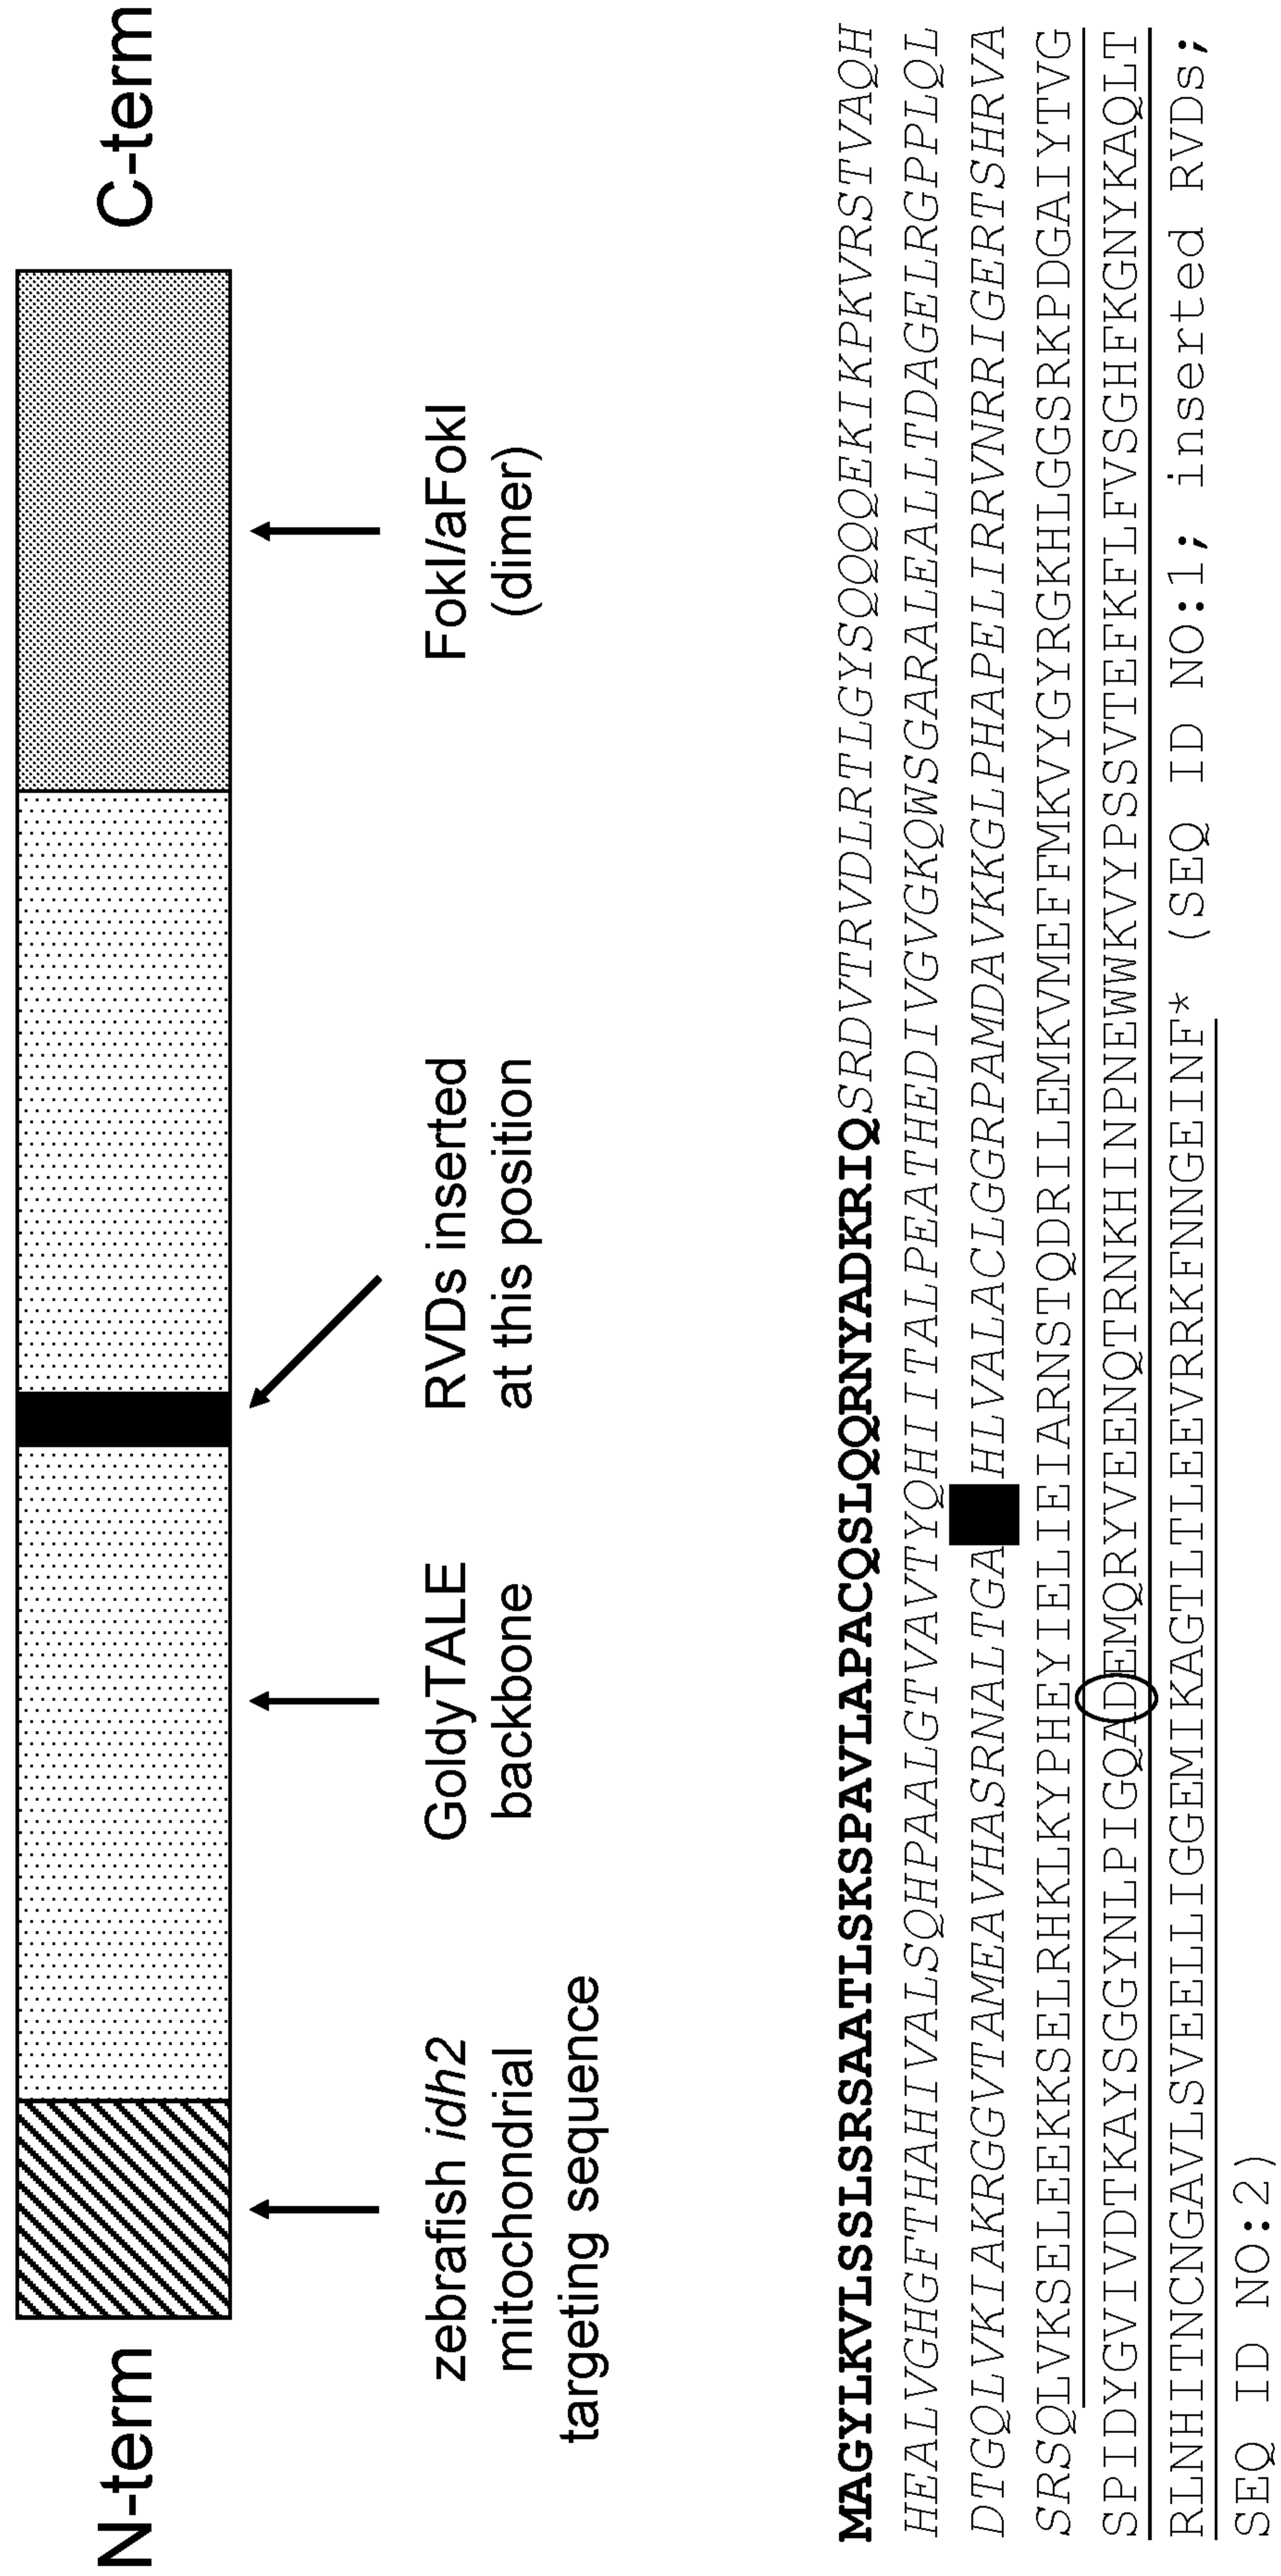 N-term
C-term
zebrafish idh2
mitochondrial
targeting sequence
GoldyTALE
backbone
RVDs inserted
at this position
FokI/aFokI
(dimer)
MAGYLKVLSSLSRSAATLSKSPAVLAPACQSLQQRNYADKRIQSRDVTRVDLRTLGYSQQQQEKIKPKVRSTVAQH
HEALVGHGFTHAHIVALSQHPAALGTVAVTYQHIITALPEATHEDIVGVGKQWSGARALEALLTDAGELRGPPLQL
DTGQLVKIAKRGGVTAMEAVHASRNALTGA HLVALACLGGRPAMDAVKKGLPHAPELIRRVNRRIGERTSHRVA
SRSQLVKSELEEKKSELRHKLKYPHEYIELIEIARNSTQDRILEMKVMEFFMKVYGYRGKHLGGSRKPDGAIYTVG
SPIDYGVIVDTKAYSGGYNLPIGQADEMQRYVEENQTRNKHINPNEWWKVYPSSVTEFKFLFVSGHFKGNYKAQLT
RLNHITNCNGAVLSVEELLIGGEMIKAGTLTLEEVRRKFNNGEINF* (SEQ ID NO:1; inserted RVDs;
SEQ ID NO:2)